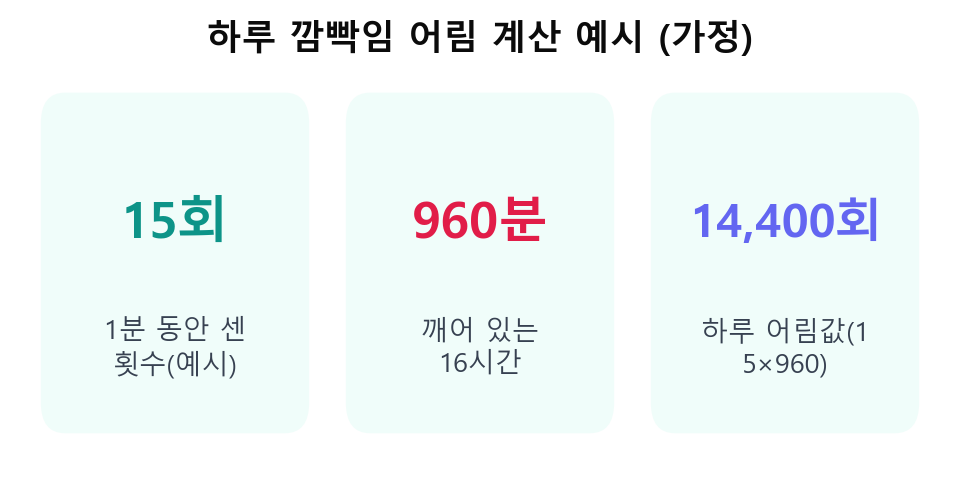 하루 깜빡임 어림 계산 예시 (가정)
15회
1분 동안 센
횟수(예시)
960분
깨어 있는
16시간
14,400회
하루 어림값(1
5×960)